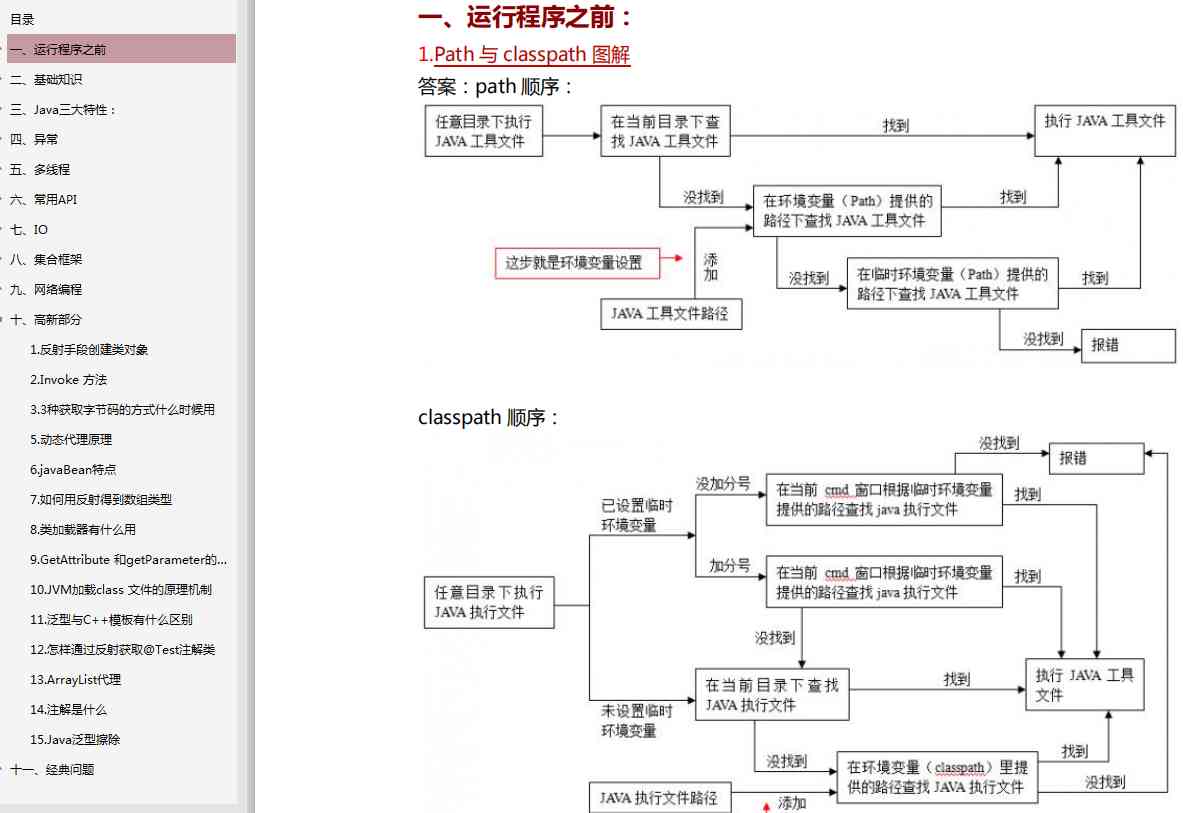 目录
一、运行程序之前
二、基础知识
三、Java三大特性：
四、异常
五、多线程
六、常用API
七、IO
八、集合框架
九、网络编程
十、高新部分
1.反射手段创建类对象
2.Invoke 方法
3.3种获取字节码的方式什么时候用
5.动态代理原理
6.javaBean特点
7.如何用反射得到数组类型
8.类加载器有什么用
9.GetAttribute 和getParameter的...
10.JVM加载class 文件的原理机制
11.泛型与C++模板有什么区别
12.怎样通过反射获取@Test注解类
13.ArrayList代理
14.注解是什么
15.Java泛型擦除
十一、经典问题
一、运行程序之前：
1.Path 与 classpath 图解
答案：path 顺序：
任意目录下执行
JAVA 工具文件
在当前目录下查
找 JAVA 工具文件
找到
执行 JAVA 工具文件
没找到
在环境变量（Path）提供的
路径下查找 JAVA 工具文件
找到
这步就是环境变量设置
添
加
JAVA 工具文件路径
没找到
在临时环境变量（Path）提供的
路径下查找 JAVA 工具文件
找到
没找到
报错
classpath 顺序：
没找到
报错
已设置临时
环境变量
没加分号
在当前 cmd 窗口根据临时环境变量
提供的路径查找 java 执行文件
找到
加分号
在当前 cmd 窗口根据临时环境变量
提供的路径查找 java 执行文件
找到
任意目录下执行
JAVA 执行文件
没找到
未设置临时
环境变量
在当前目录下查找
JAVA 执行文件
找到
执行 JAVA 工具
文件
没找到
在环境变量（classpath）里提
供的路径查找 JAVA 执行文件
找到
没找到
JAVA 执行文件路径
添加